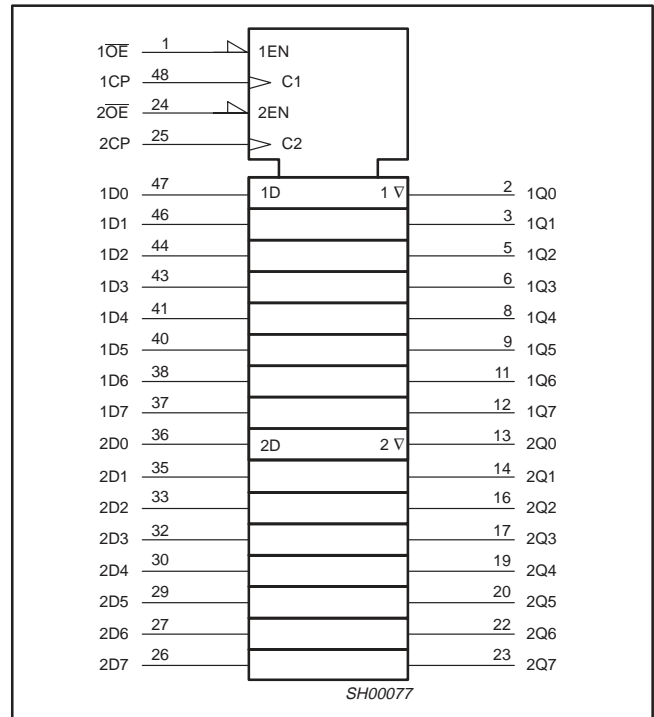 1O̅E̅ 1 1EN
1CP 48 C1
2O̅E̅ 24 2EN
2CP 25 C2
1D0 47 1D 1 ∇ 2 1Q0
1D1 46 3 1Q1
1D2 44 5 1Q2
1D3 43 6 1Q3
1D4 41 8 1Q4
1D5 40 9 1Q5
1D6 38 11 1Q6
1D7 37 12 1Q7
2D0 36 2D 2 ∇ 13 2Q0
2D1 35 14 2Q1
2D2 33 16 2Q2
2D3 32 17 2Q3
2D4 30 19 2Q4
2D5 29 20 2Q5
2D6 27 22 2Q6
2D7 26 23 2Q7
SH00077